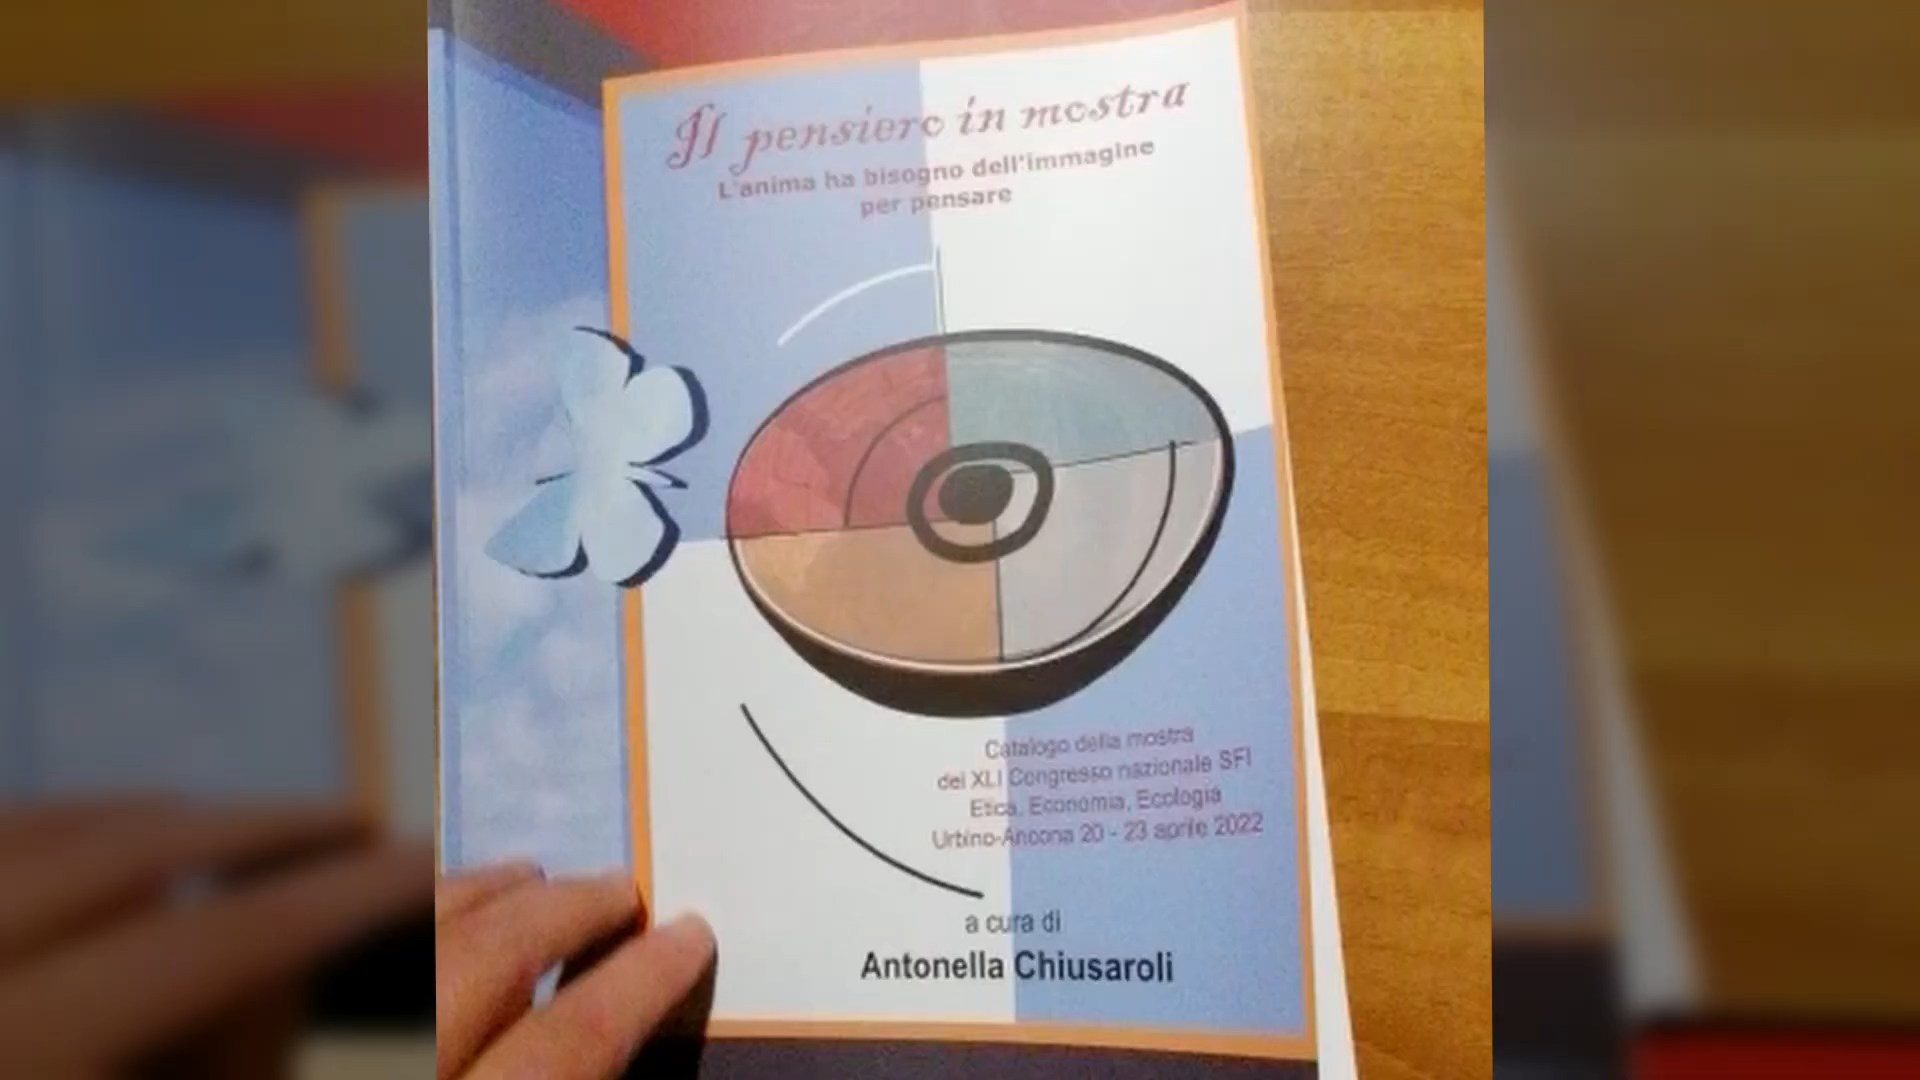 Il pensiero in mostra
L'anima ha bisogno dell'immagine
per pensare
Catalogo della mostra
del XLI Congresso nazionale SFI
Etica, Economia, Ecologia
Urbino-Ancona 20 - 23 aprile 2022
a cura di
Antonella Chiusaroli